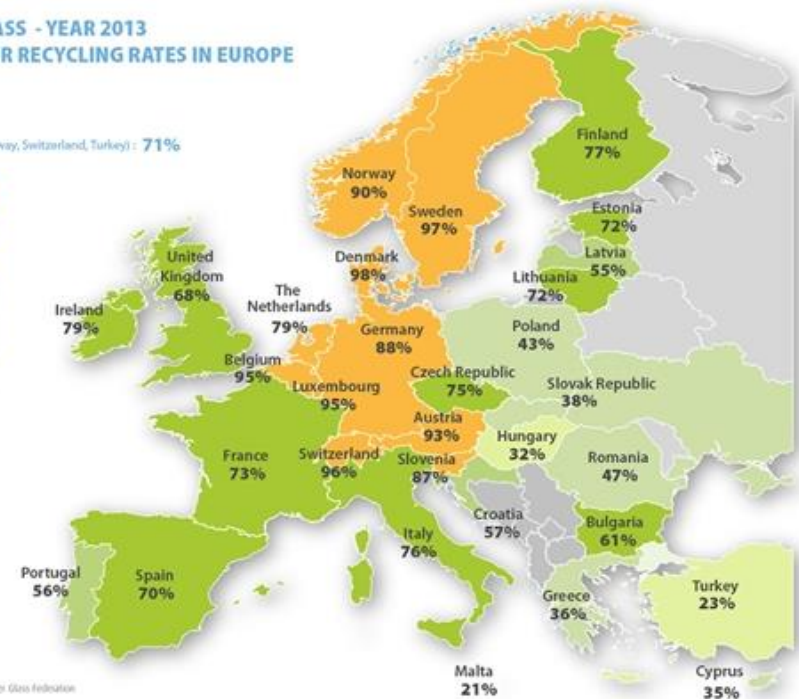 ASS - YEAR 2013
R RECYCLING RATES IN EUROPE
way, Switzerland, Turkey) : 71%
Finland
77%
Norway
90%
Sweden
97%
Estonia
72%
Latvia
55%
Lithuania
72%
Denmark
98%
United
Kingdom
68%
Ireland
79%
The
Netherlands
79%
Germany
88%
Poland
43%
Belgium
95%
Luxembourg
95%
Czech Republic
75%
Slovak Republic
38%
Austria
93%
Hungary
32%
France
73%
Switzerland
96%
Slovenia
87%
Romania
47%
Croatia
57%
Bulgaria
61%
Italy
76%
Portugal
56%
Spain
70%
Greece
36%
Turkey
23%
Malta
21%
Cyprus
35%
Glass Federation